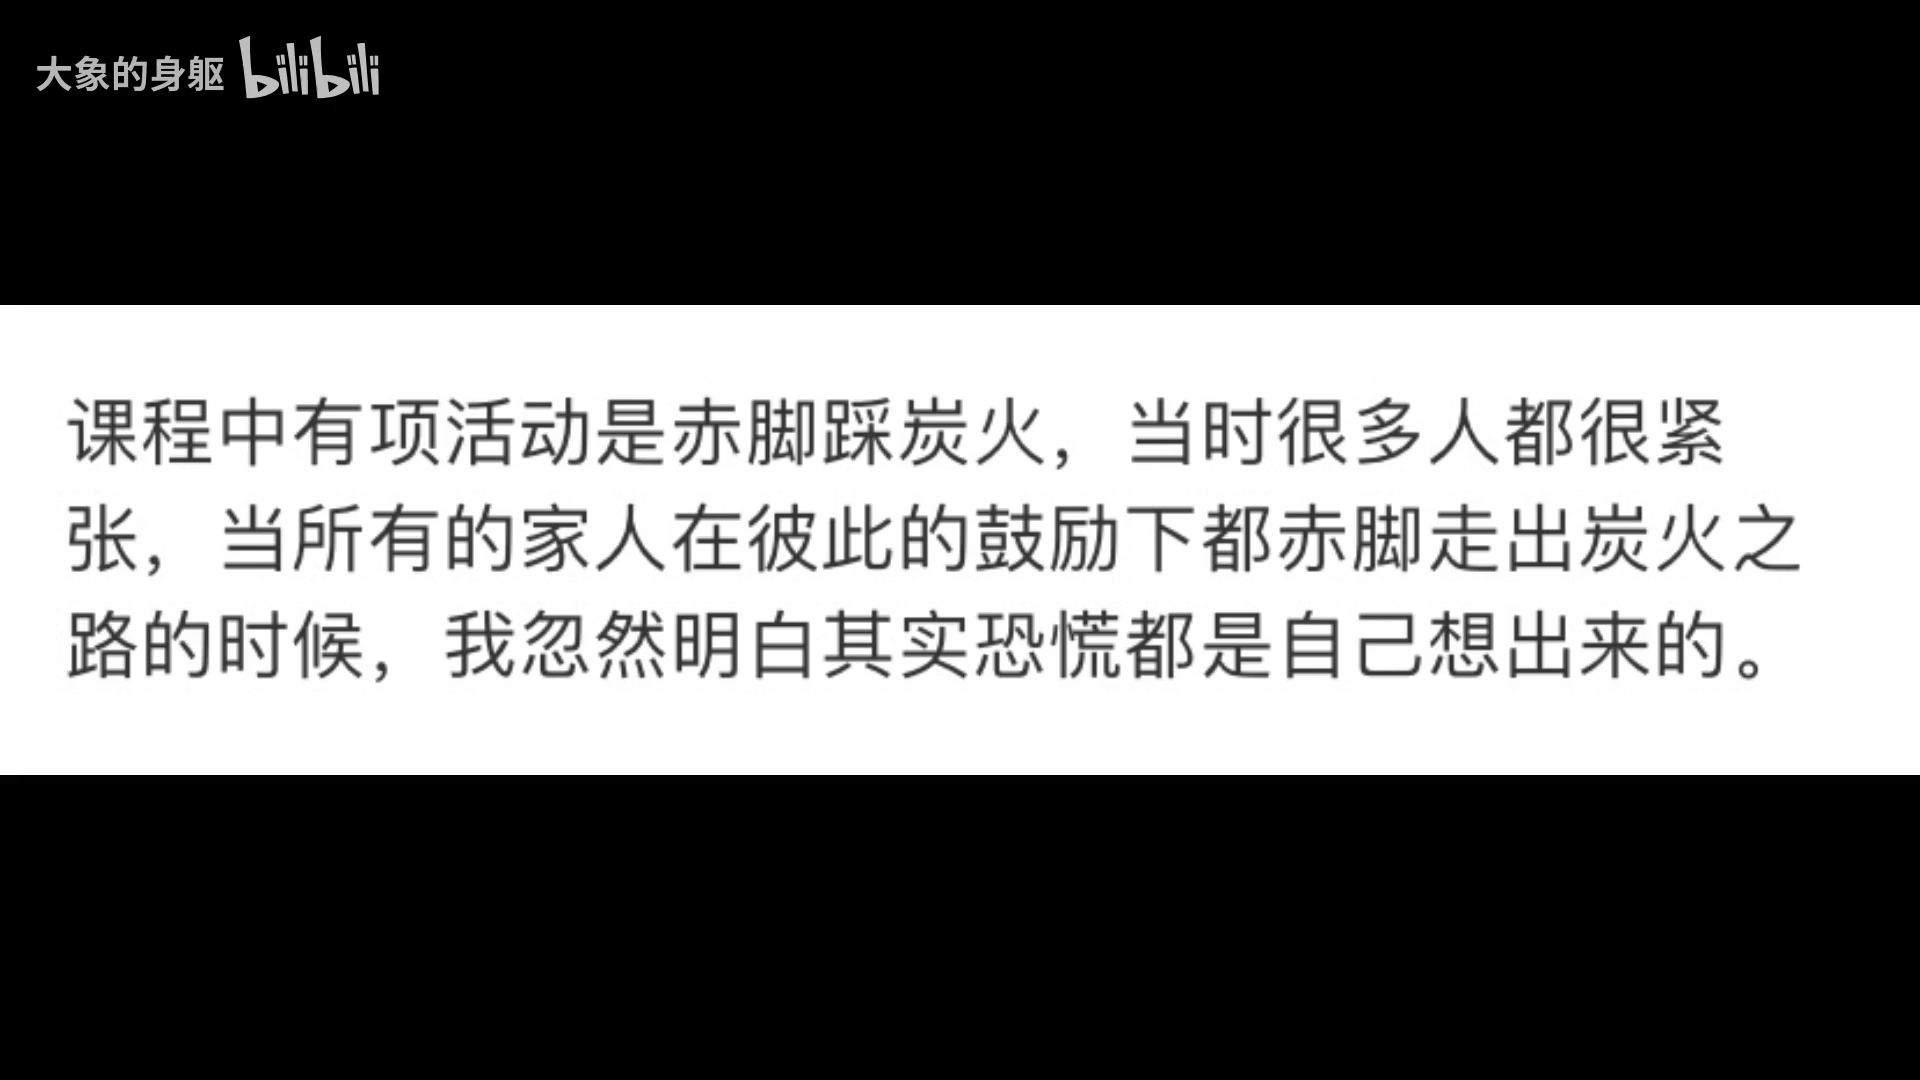 大象的身躯 bilibili
课程中有项活动是赤脚踩炭火，当时很多人都很紧
张，当所有的家人在彼此的鼓励下都赤脚走出炭火之
路的时候，我忽然明白其实恐慌都是自己想出来的。